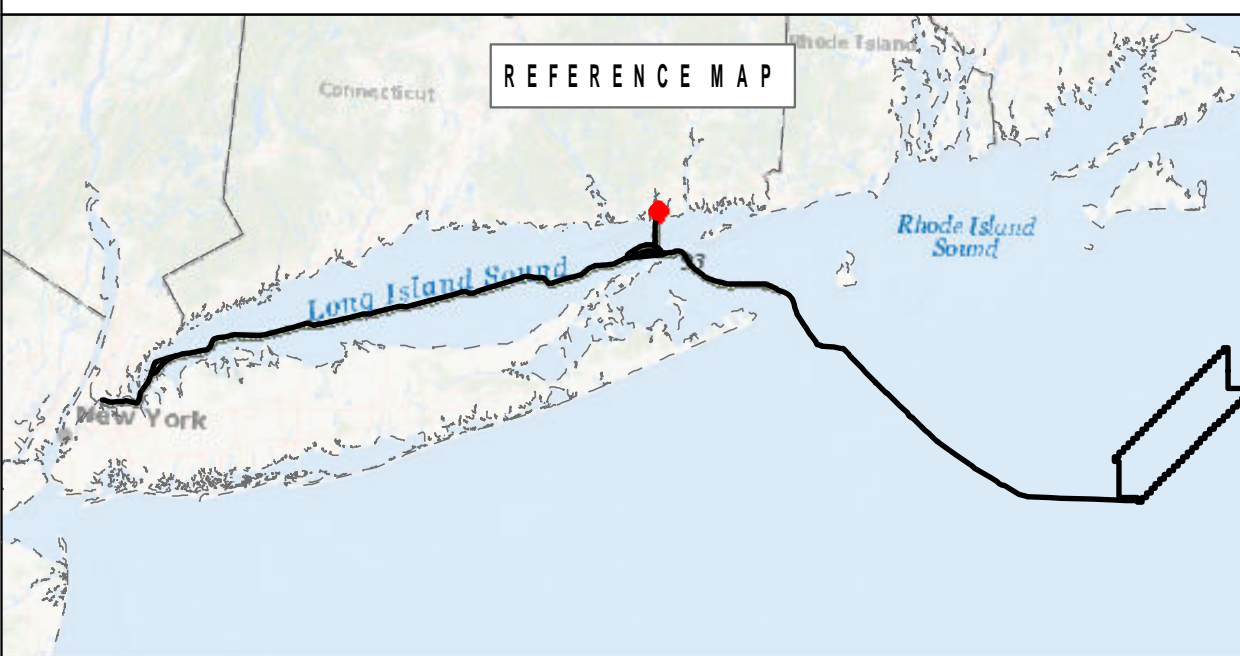 REFERENCE MAP
Rhode Island
Connecticut
Rhode Island
Sound
Long Island Sound
New York